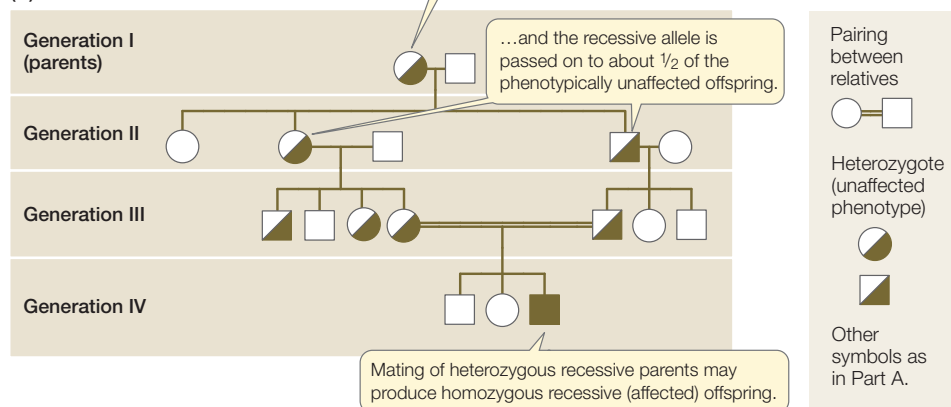 Generation I
(parents)
…and the recessive allele is
passed on to about 1/2 of the
phenotypically unaffected offspring.
Generation II
Generation III
Generation IV
Mating of heterozygous recessive parents may
produce homozygous recessive (affected) offspring.
Pairing
between
relatives
Heterozygote
(unaffected
phenotype)
Other
symbols as
in Part A.